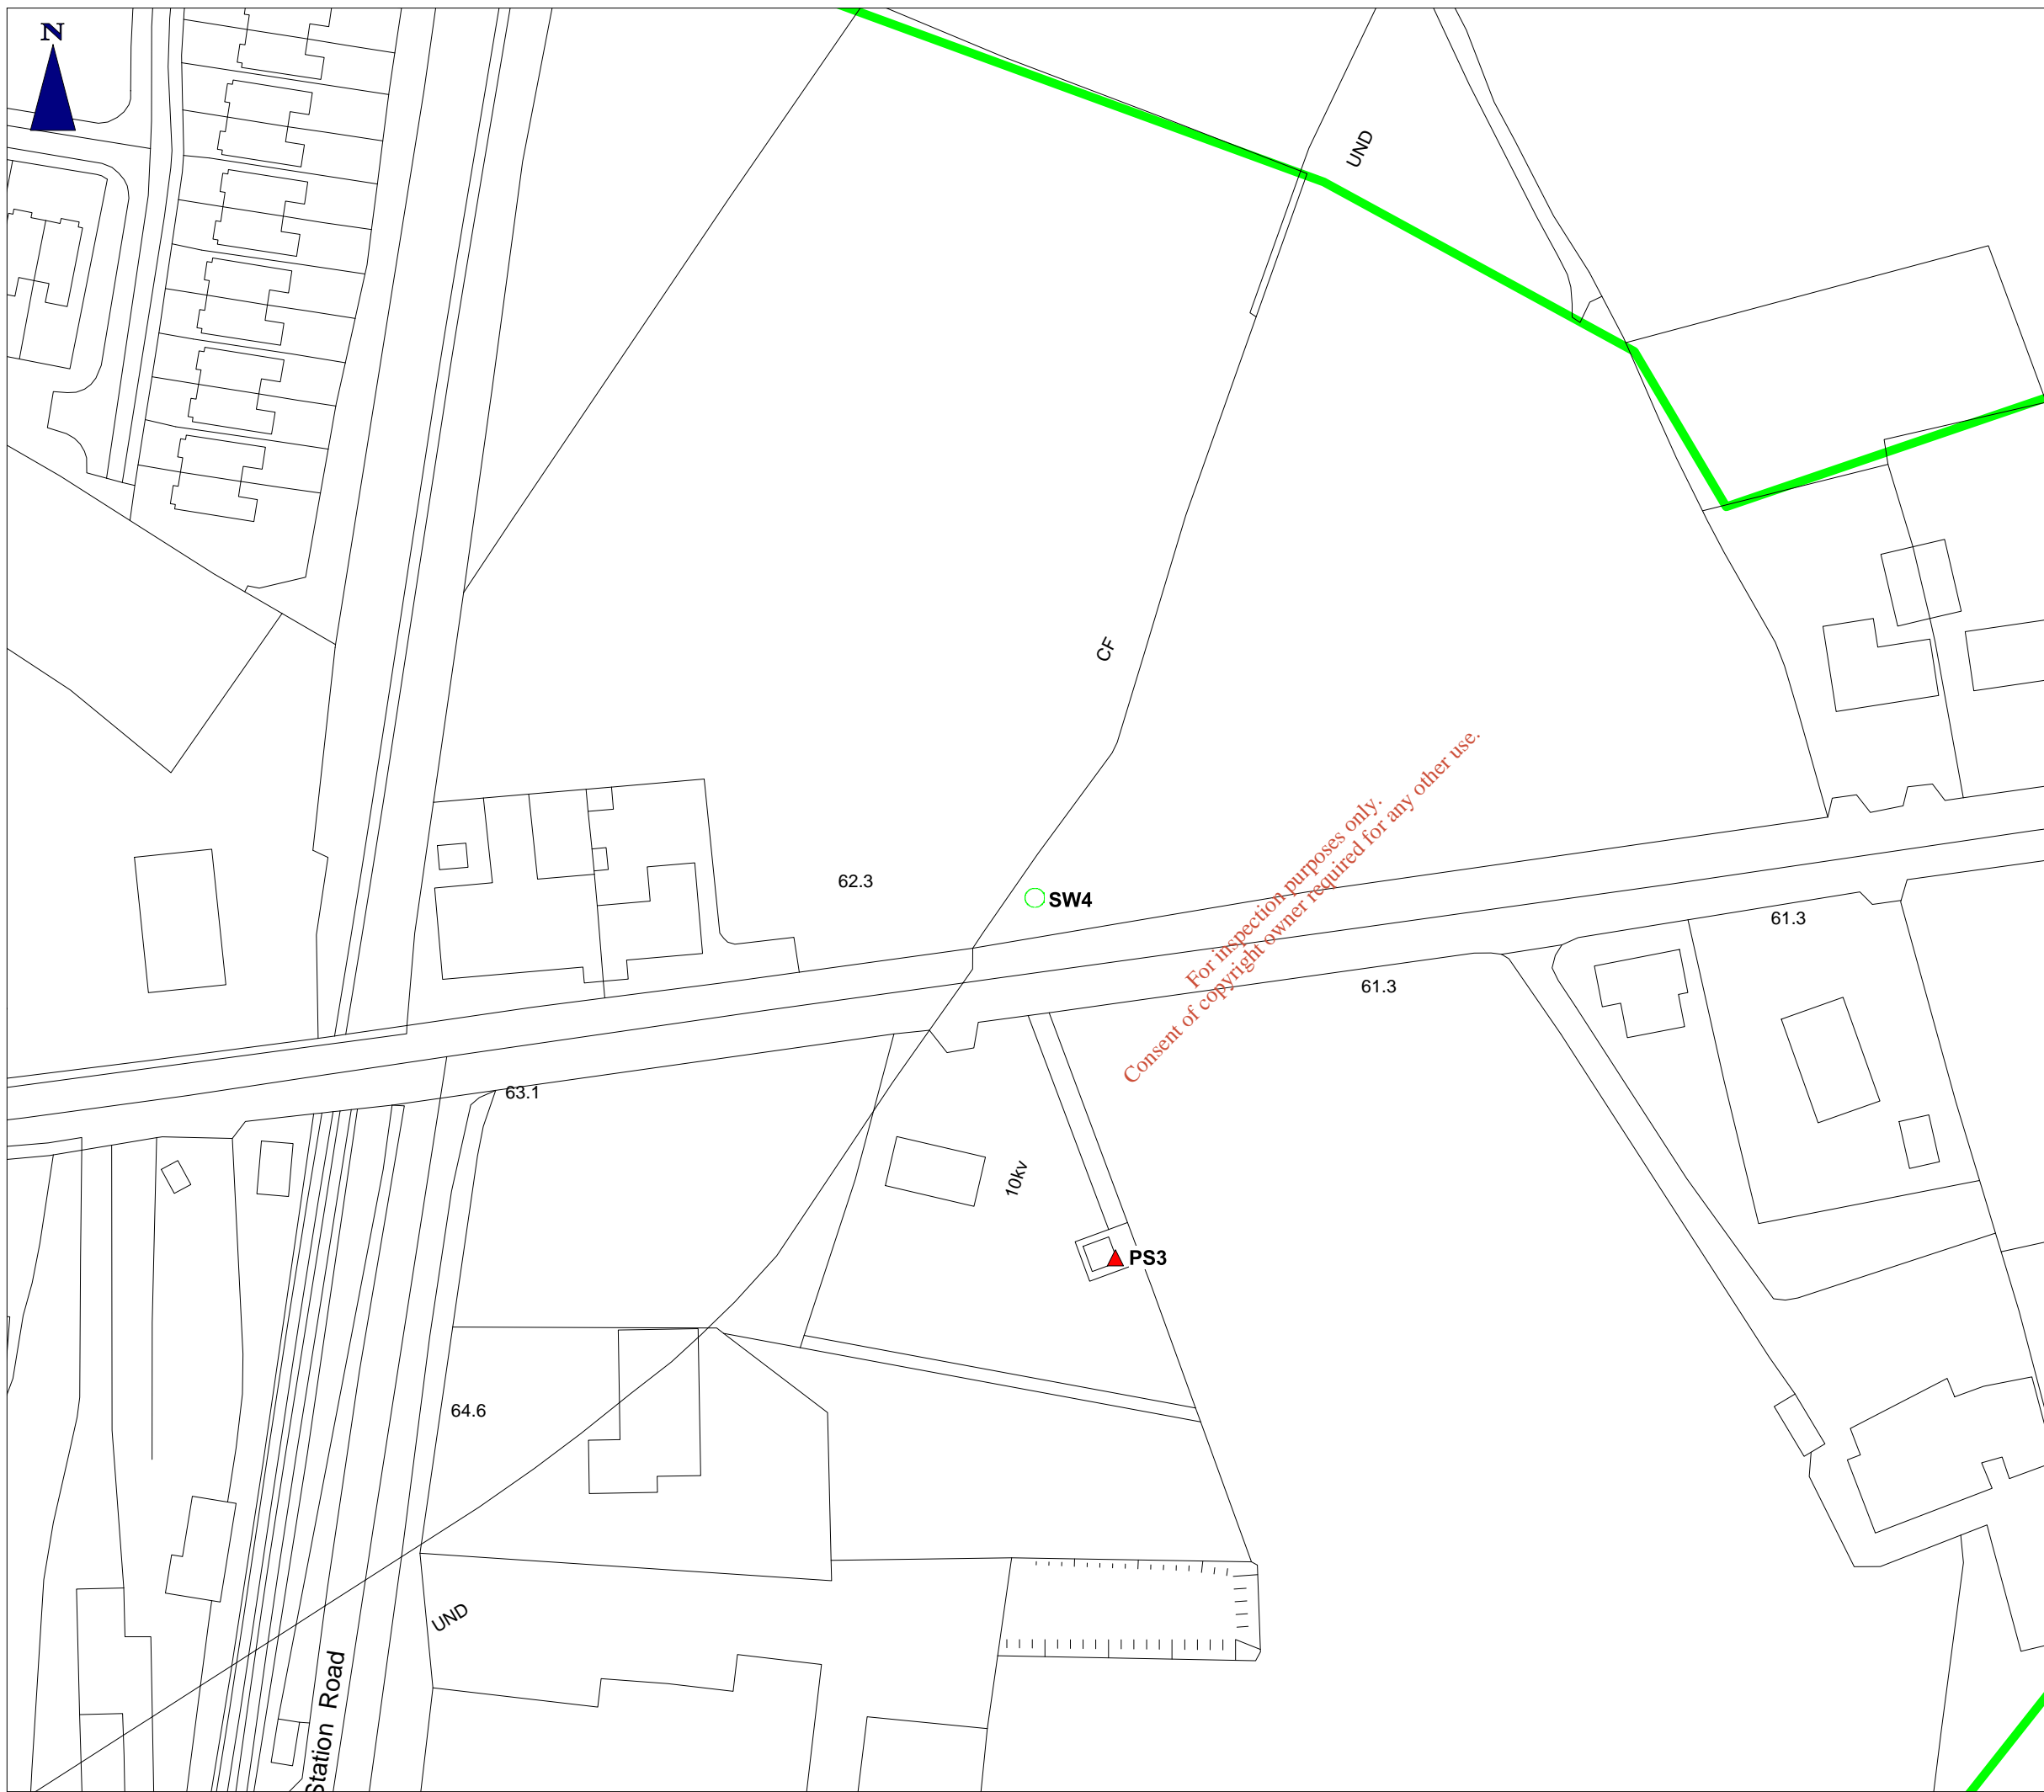 N
UND
CF
For inspection purposes only.
Consent of copyright owner required for any other use.
62.3
SW4
61.3
61.3
63.1
10kv
PS3
64.6
UND
Station Road